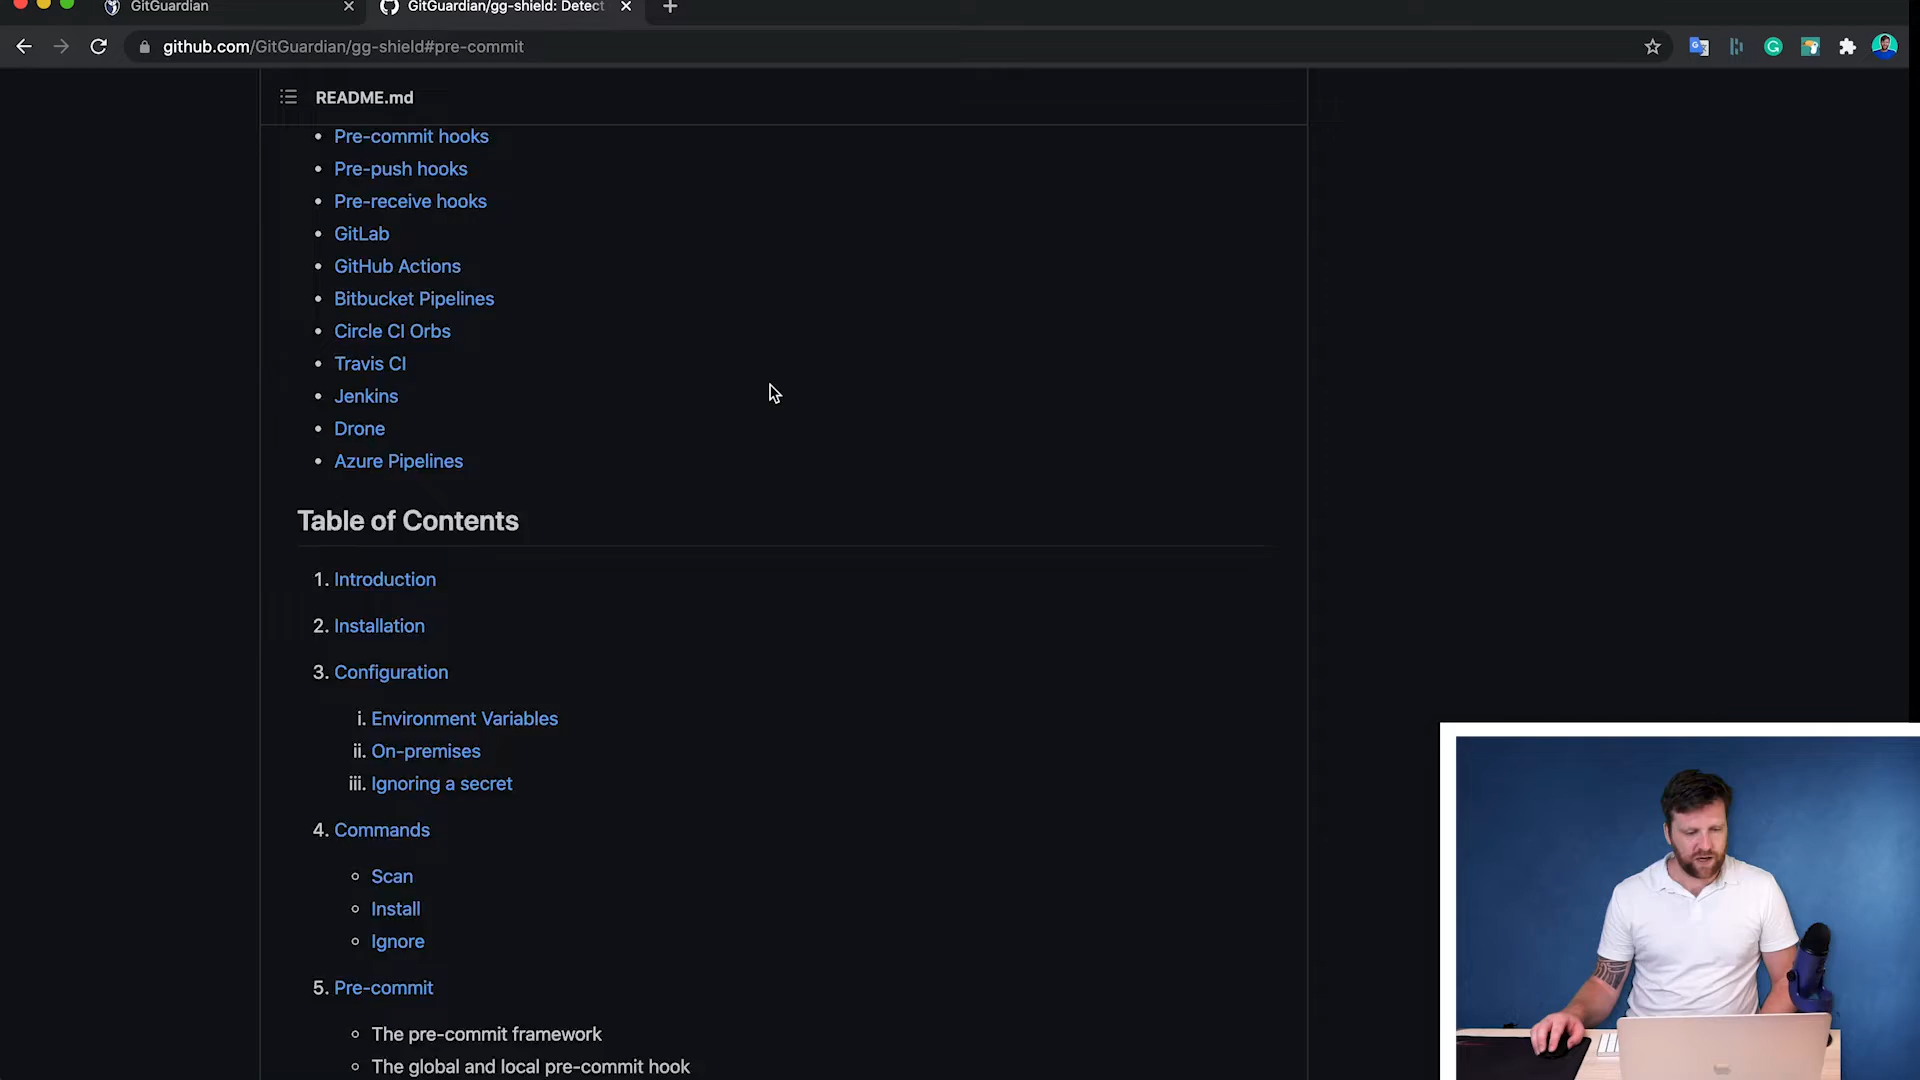 GitGuardian
GitGuardian/gg-shield: Detect
github.com/GitGuardian/gg-shield#pre-commit
README.md
Pre-commit hooks
Pre-push hooks
Pre-receive hooks
GitLab
GitHub Actions
Bitbucket Pipelines
Circle CI Orbs
Travis CI
Jenkins
Drone
Azure Pipelines
Table of Contents
1. Introduction
2. Installation
3. Configuration
i. Environment Variables
ii. On-premises
iii. Ignoring a secret
4. Commands
Scan
Install
Ignore
5. Pre-commit
The pre-commit framework
The global and local pre-commit hook